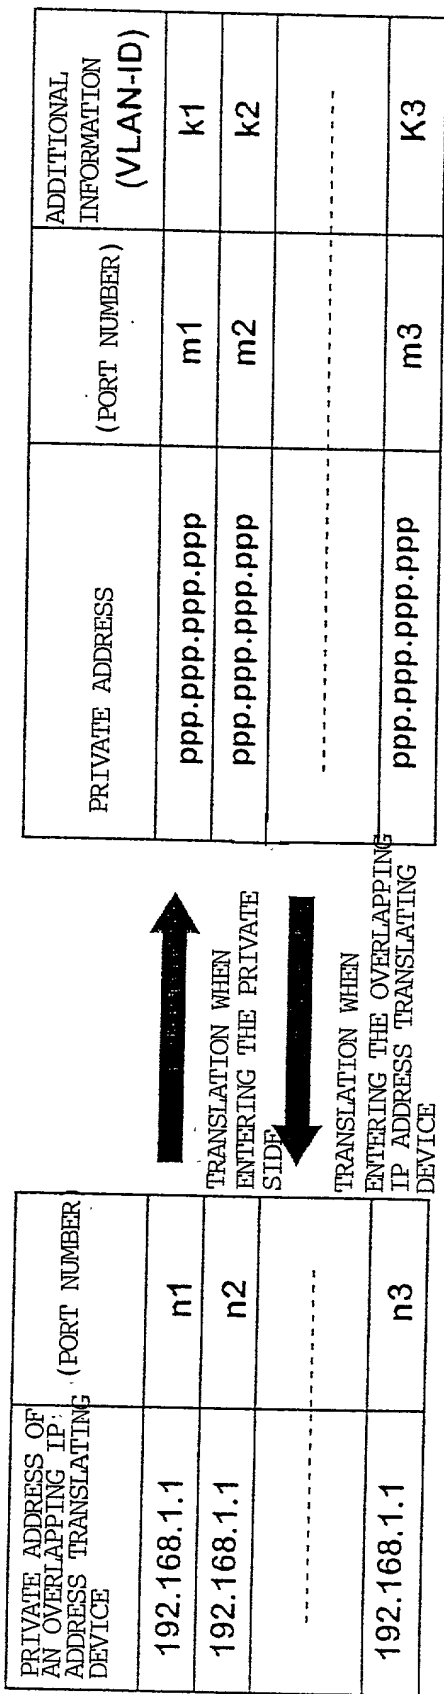 PRIVATE ADDRESS OF
AN OVERLAPPING IP
ADDRESS TRANSLATING
DEVICE
(PORT NUMBER)
192.168.1.1
n1
192.168.1.1
n2
192.168.1.1
n3
TRANSLATION WHEN
ENTERING THE PRIVATE
SIDE
TRANSLATION WHEN
ENTERING THE OVERLAPPING
IP ADDRESS TRANSLATING
DEVICE
PRIVATE ADDRESS
(PORT NUMBER)
ADDITIONAL
INFORMATION
(VLAN-ID)
ppp.ppp.ppp.ppp
m1
k1
ppp.ppp.ppp.ppp
m2
k2
ppp.ppp.ppp.ppp
m3
K3